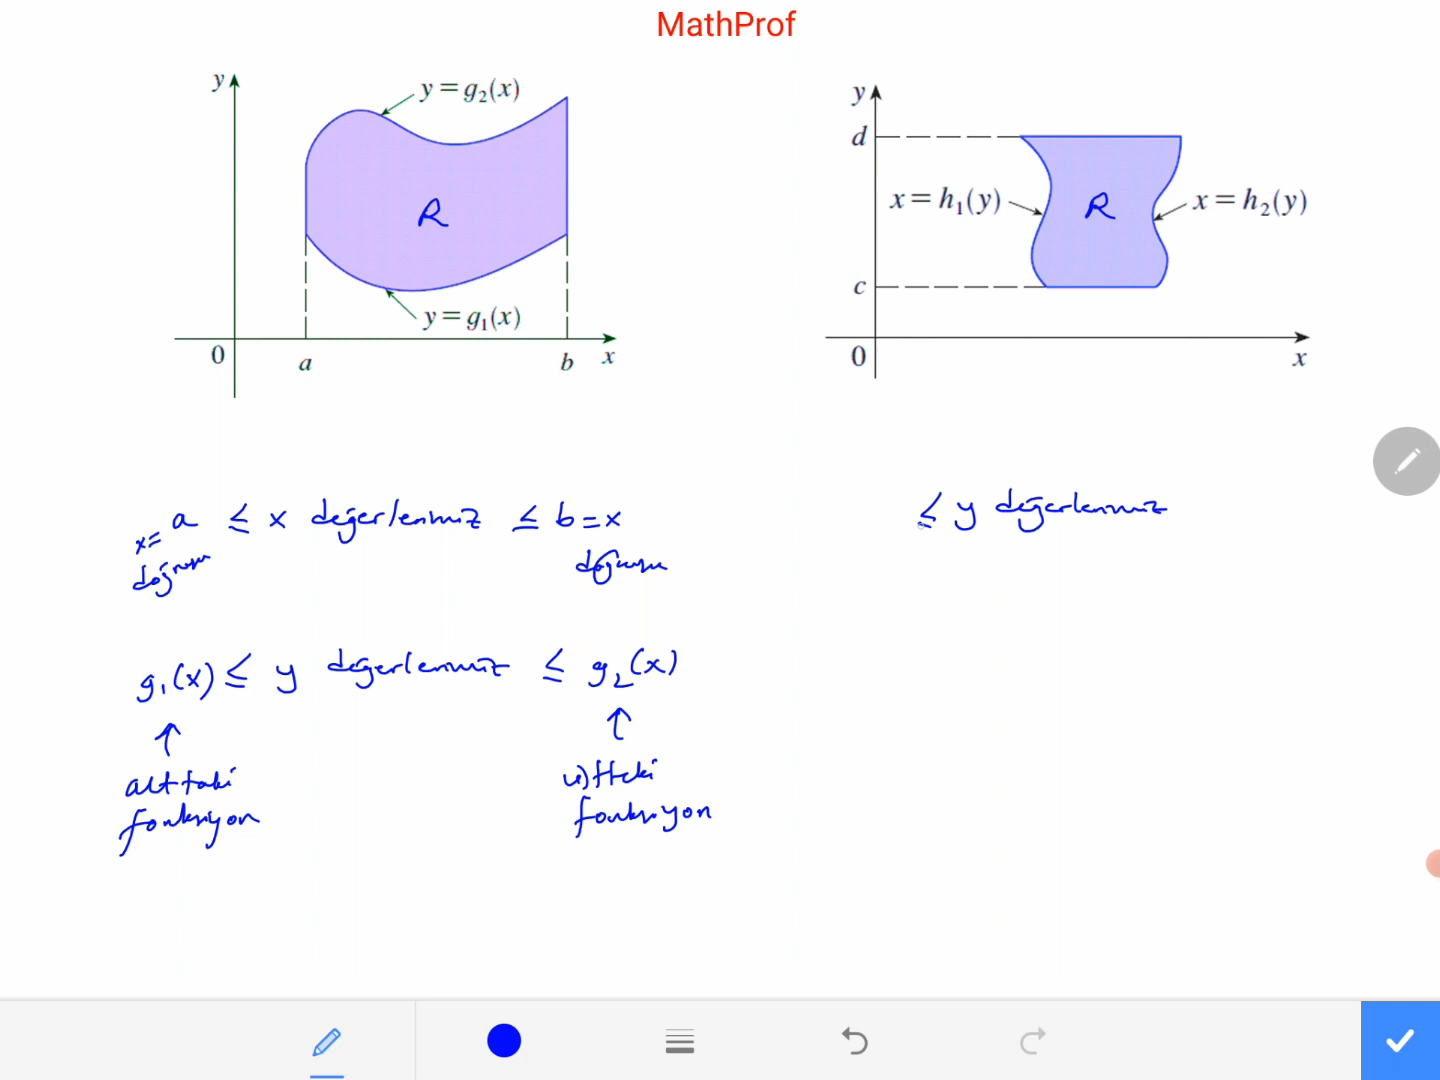 MathProf
y
y = g₂(x)
R
y = g₁(x)
0
a
b
x
y
d
x = h₁(y)
R
x = h₂(y)
c
0
x
x= a ≤ x değerlerimiz ≤ b = x
doğrusu
doğrusu
g₁(x) ≤ y değerlerimiz ≤ g₂(x)
↑
↑
alttaki
fonksiyon
üstteki
fonksiyon
≤ y değerlerimiz